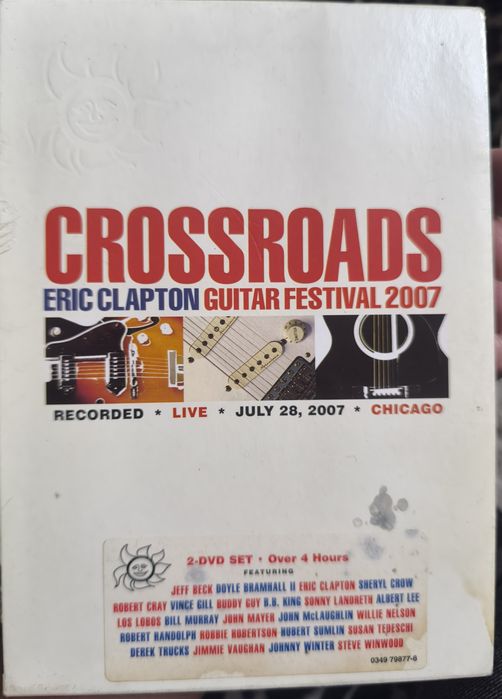 CROSSROADS
ERIC CLAPTON GUITAR FESTIVAL 2007
RECORDED * LIVE * JULY 28, 2007 * CHICAGO
2-DVD SET • Over 4 Hours
FEATURING
JEFF BECK DOYLE BRAMHALL II ERIC CLAPTON SHERYL CROW
ROBERT CRAY VINCE GILL BUDDY GUY B.B. KING SONNY LANDRETH ALBERT LEE
LOS LOBOS BILL MURRAY JOHN MAYER JOHN McLAUGHLIN WILLIE NELSON
ROBERT RANDOLPH ROBBIE ROBERTSON HUBERT SUMLIN SUSAN TEDESCHI
DEREK TRUCKS JIMMIE VAUGHAN JOHNNY WINTER STEVE WINWOOD
0349 79877-6